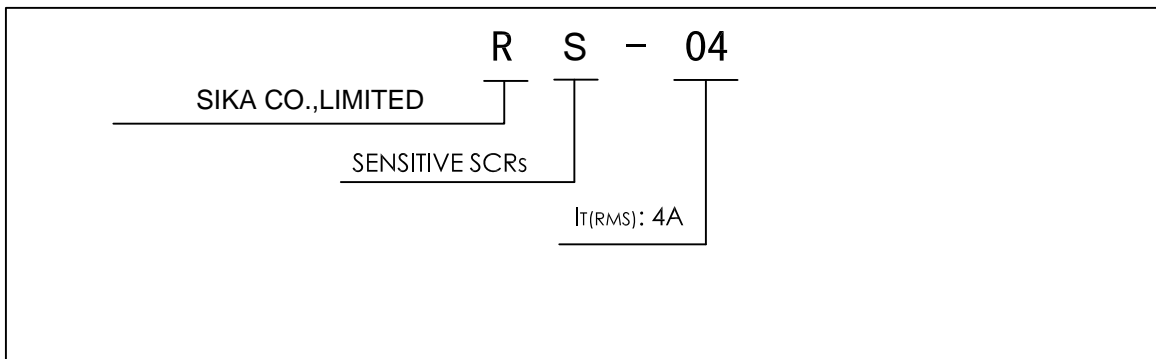 R S - 04
SIKA CO.,LIMITED
SENSITIVE SCRs
IT(RMS): 4A